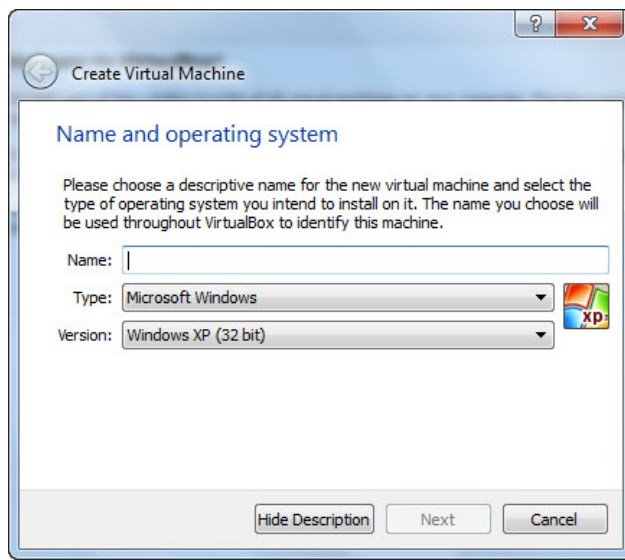 Create Virtual Machine
Name and operating system
Please choose a descriptive name for the new virtual machine and select the
type of operating system you intend to install on it. The name you choose will
be used throughout VirtualBox to identify this machine.
Name:
Type: Microsoft Windows
xp
Version: Windows XP (32 bit)
Hide Description Next Cancel